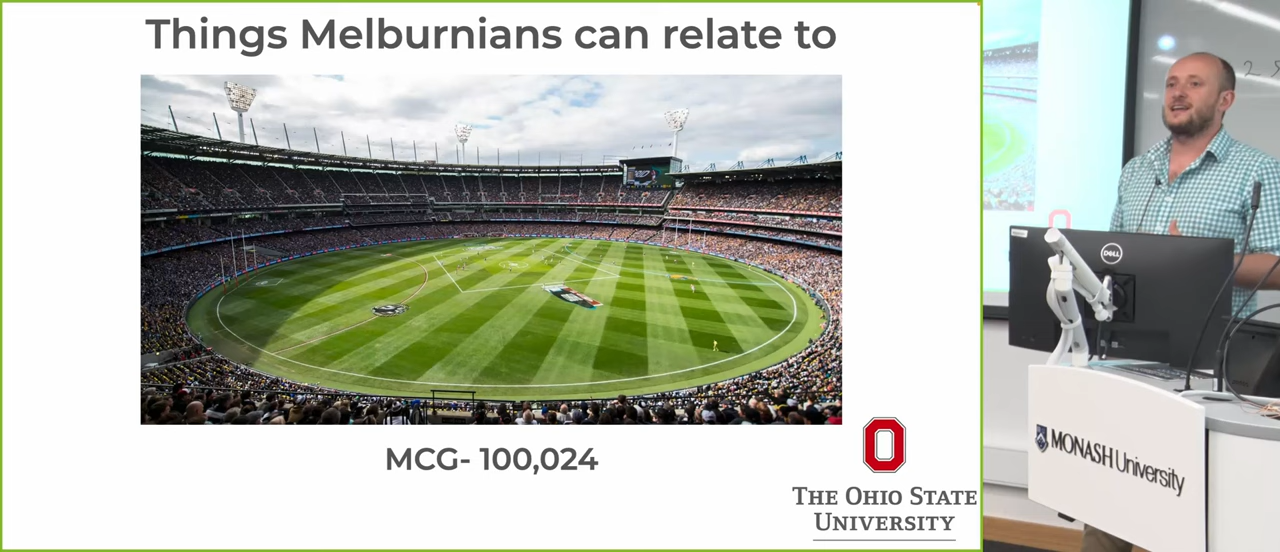 Things Melburnians can relate to
MCG- 100,024
THE OHIO STATE
UNIVERSITY
DELL
MONASH University